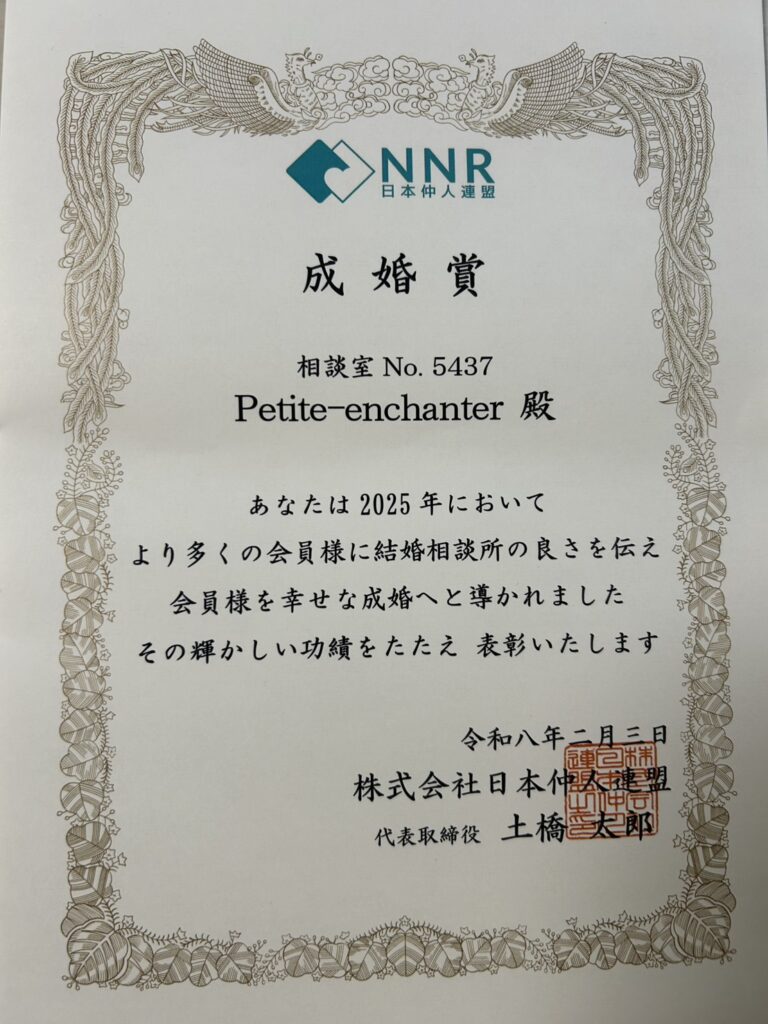 NNR
日本仲人連盟
成婚賞
相談室 No. 5437
Petite-enchanter 殿
あなたは 2025 年において
より多くの会員様に結婚相談所の良さを伝え
会員様を幸せな成婚へと導かれました
その輝かしい功績をたたえ 表彰いたします
令和八年二月三日
株式会社日本仲人連盟
代表取締役 土橋 太郎